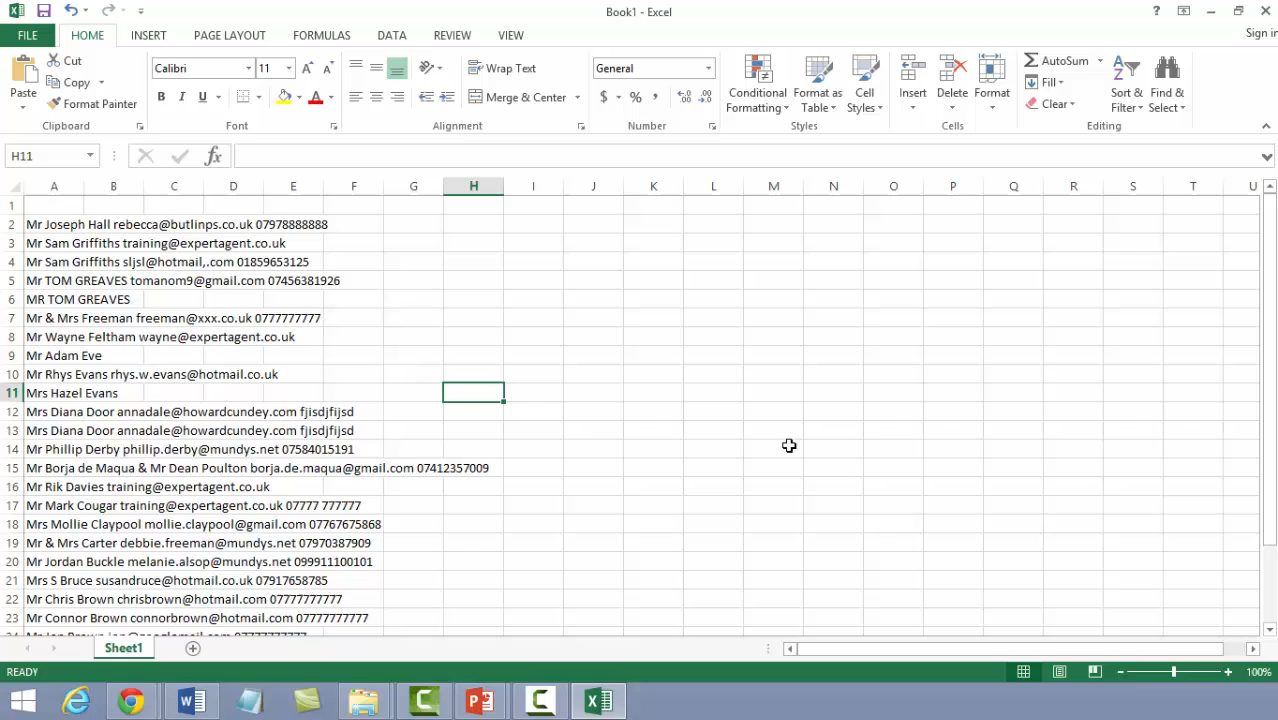 Book1 - Excel
FILE HOME INSERT PAGE LAYOUT FORMULAS DATA REVIEW VIEW Sign in
Cut
Copy
Format Painter
Paste
Clipboard
Calibri 11
B I U A
Font
Wrap Text
Merge & Center
Alignment
General
$ % ,
Number
Conditional Formatting
Format as Table
Cell Styles
Styles
Insert
Delete
Format
Cells
AutoSum
Fill
Clear
Sort & Filter
Find & Select
Editing
H11 fx
A B C D E F G H I J K L M N O P Q R S T U
1
2 Mr Joseph Hall rebecca@butlinps.co.uk 07978888888
3 Mr Sam Griffiths training@expertagent.co.uk
4 Mr Sam Griffiths sljsl@hotmail,.com 01859653125
5 Mr TOM GREAVES tomanom9@gmail.com 07456381926
6 MR TOM GREAVES
7 Mr & Mrs Freeman freeman@xxx.co.uk 0777777777
8 Mr Wayne Feltham wayne@expertagent.co.uk
9 Mr Adam Eve
10 Mr Rhys Evans rhys.w.evans@hotmail.co.uk
11 Mrs Hazel Evans
12 Mrs Diana Door annadale@howardcundey.com fjisdjfijsd
13 Mrs Diana Door annadale@howardcundey.com fjisdjfijsd
14 Mr Phillip Derby phillip.derby@mundys.net 07584015191
15 Mr Borja de Maqua & Mr Dean Poulton borja.de.maqua@gmail.com 07412357009
16 Mr Rik Davies training@expertagent.co.uk
17 Mr Mark Cougar training@expertagent.co.uk 07777 777777
18 Mrs Mollie Claypool mollie.claypool@gmail.com 07767675868
19 Mr & Mrs Carter debbie.freeman@mundys.net 07970387909
20 Mr Jordan Buckle melanie.alsop@mundys.net 099911100101
21 Mrs S Bruce susandruce@hotmail.co.uk 07917658785
22 Mr Chris Brown chrisbrown@hotmail.com 07777777777
23 Mr Connor Brown connorbrown@hotmail.com 07777777777
Sheet1
READY 100%